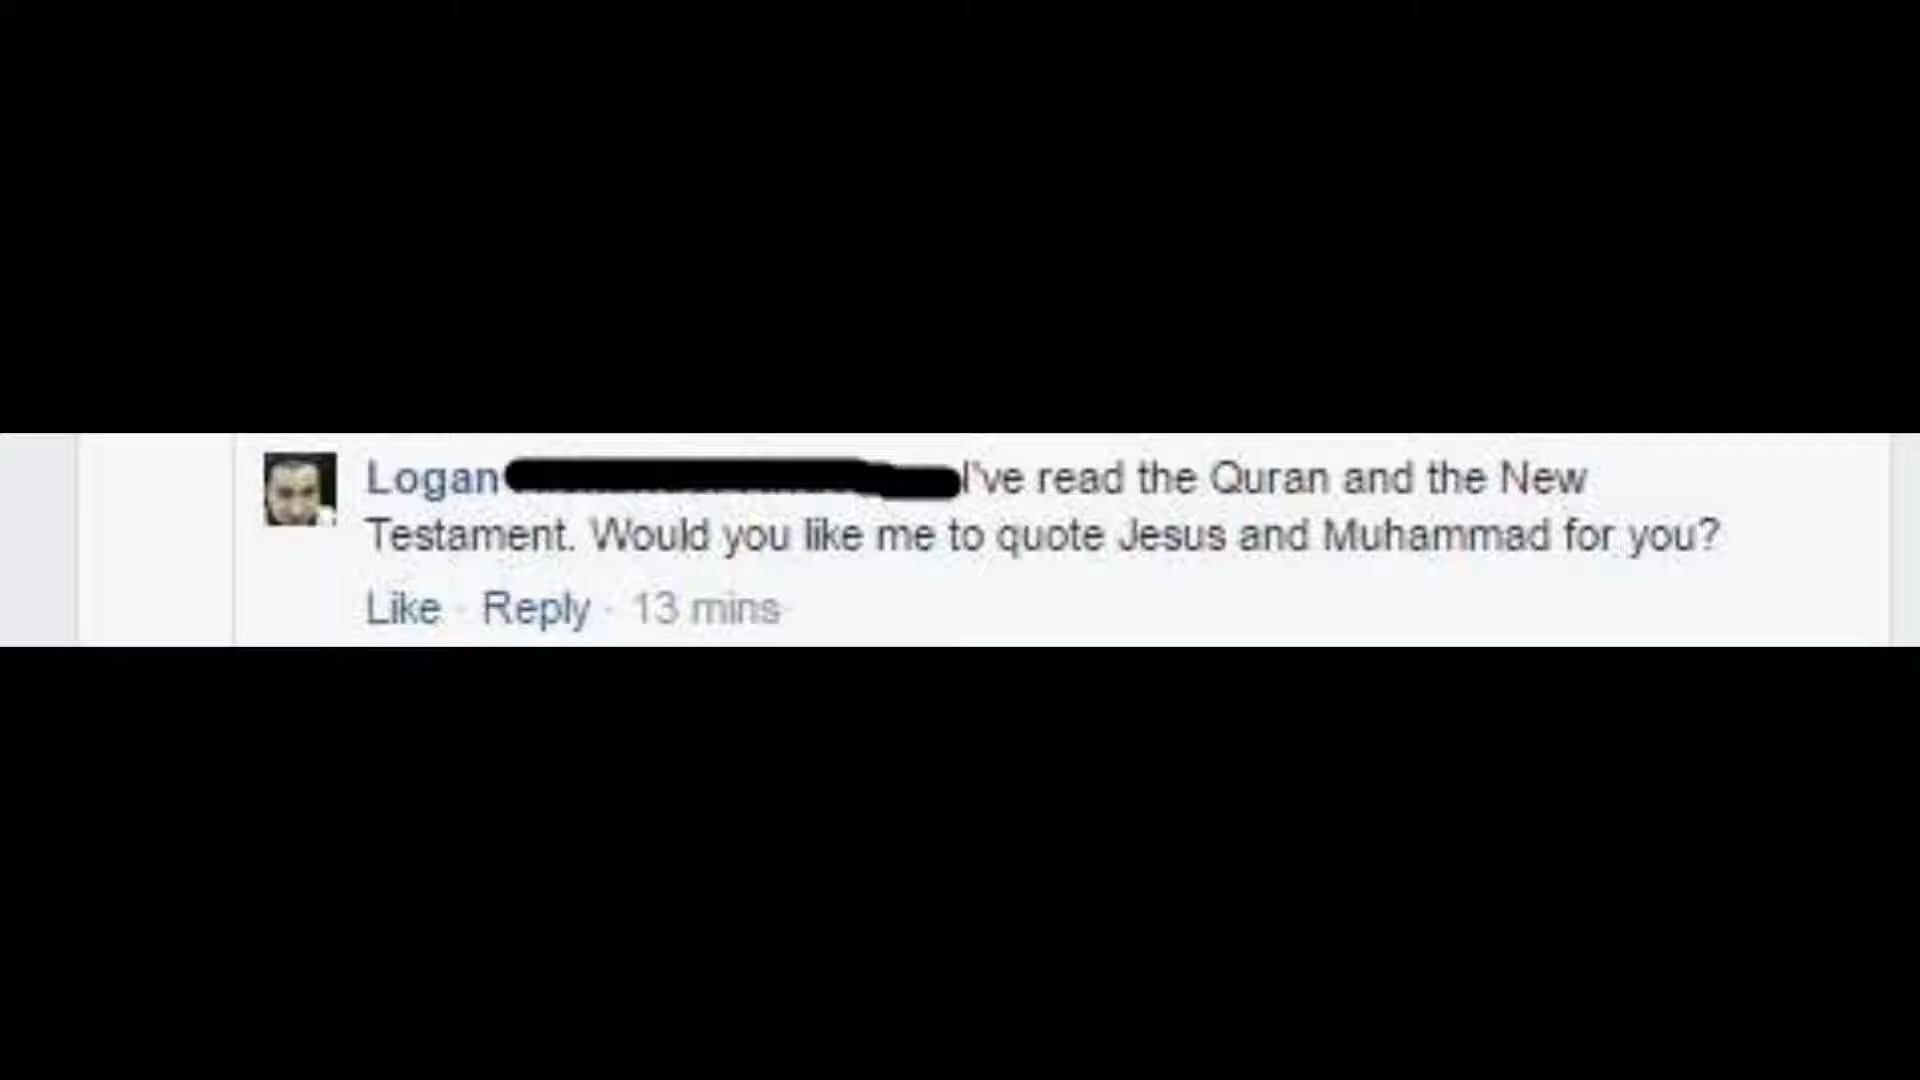 Logan I've read the Quran and the New
Testament. Would you like me to quote Jesus and Muhammad for you?
Like · Reply · 13 mins